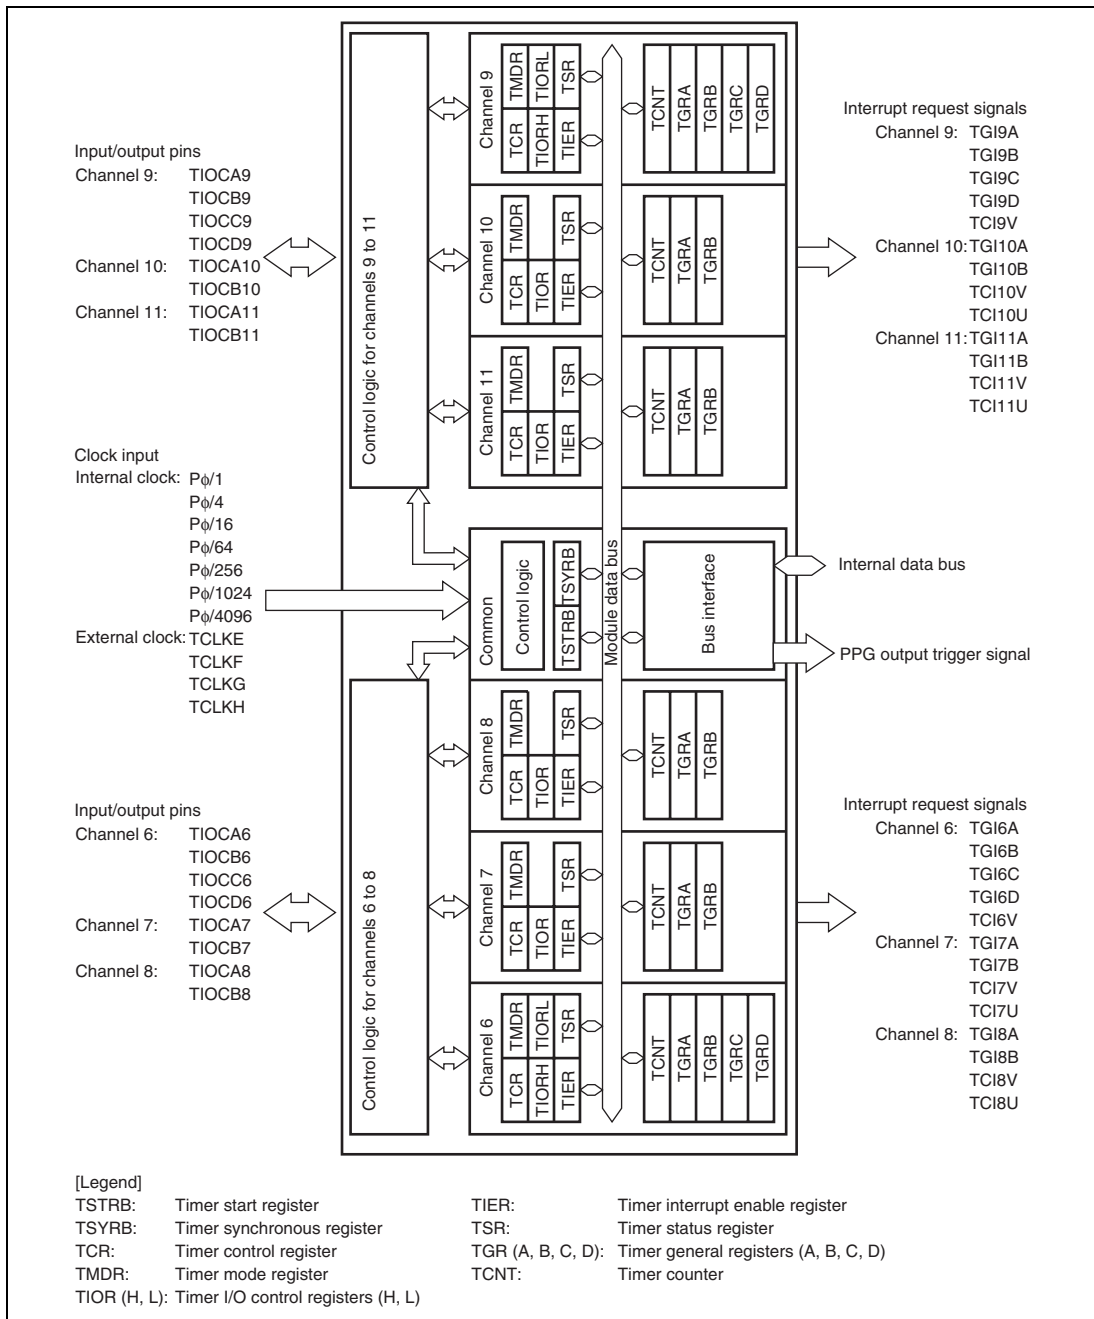 Input/output pins
Channel 9: TIOCA9
TIOCB9
TIOCC9
TIOCD9
Channel 10: TIOCA10
TIOCB10
Channel 11: TIOCA11
TIOCB11
Clock input
Internal clock: Pϕ/1
Pϕ/4
Pϕ/16
Pϕ/64
Pϕ/256
Pϕ/1024
Pϕ/4096
External clock: TCLKE
TCLKF
TCLKG
TCLKH
Input/output pins
Channel 6: TIOCA6
TIOCB6
TIOCC6
TIOCD6
Channel 7: TIOCA7
TIOCB7
Channel 8: TIOCA8
TIOCB8
Control logic for channels 9 to 11
Control logic for channels 6 to 8
Channel 9
TMDR TIORL TSR
TCR TIORH TIER
TCNT TGRA TGRB TGRC TGRD
Channel 10
TMDR TSR
TCR TIOR TIER
TCNT TGRA TGRB
Channel 11
TMDR TSR
TCR TIOR TIER
TCNT TGRA TGRB
Common
Control logic
TSTRB TSYRB
Module data bus
Bus interface
Channel 8
TMDR TSR
TCR TIOR TIER
TCNT TGRA TGRB
Channel 7
TMDR TSR
TCR TIOR TIER
TCNT TGRA TGRB
Channel 6
TMDR TIORL TSR
TCR TIORH TIER
TCNT TGRA TGRB TGRC TGRD
Interrupt request signals
Channel 9: TGI9A
TGI9B
TGI9C
TGI9D
TCI9V
Channel 10: TGI10A
TGI10B
TCI10V
TCI10U
Channel 11: TGI11A
TGI11B
TCI11V
TCI11U
Internal data bus
PPG output trigger signal
Interrupt request signals
Channel 6: TGI6A
TGI6B
TGI6C
TGI6D
TCI6V
Channel 7: TGI7A
TGI7B
TCI7V
TCI7U
Channel 8: TGI8A
TGI8B
TCI8V
TCI8U
[Legend]
TSTRB: Timer start register
TSYRB: Timer synchronous register
TCR: Timer control register
TMDR: Timer mode register
TIOR (H, L): Timer I/O control registers (H, L)
TIER: Timer interrupt enable register
TSR: Timer status register
TGR (A, B, C, D): Timer general registers (A, B, C, D)
TCNT: Timer counter